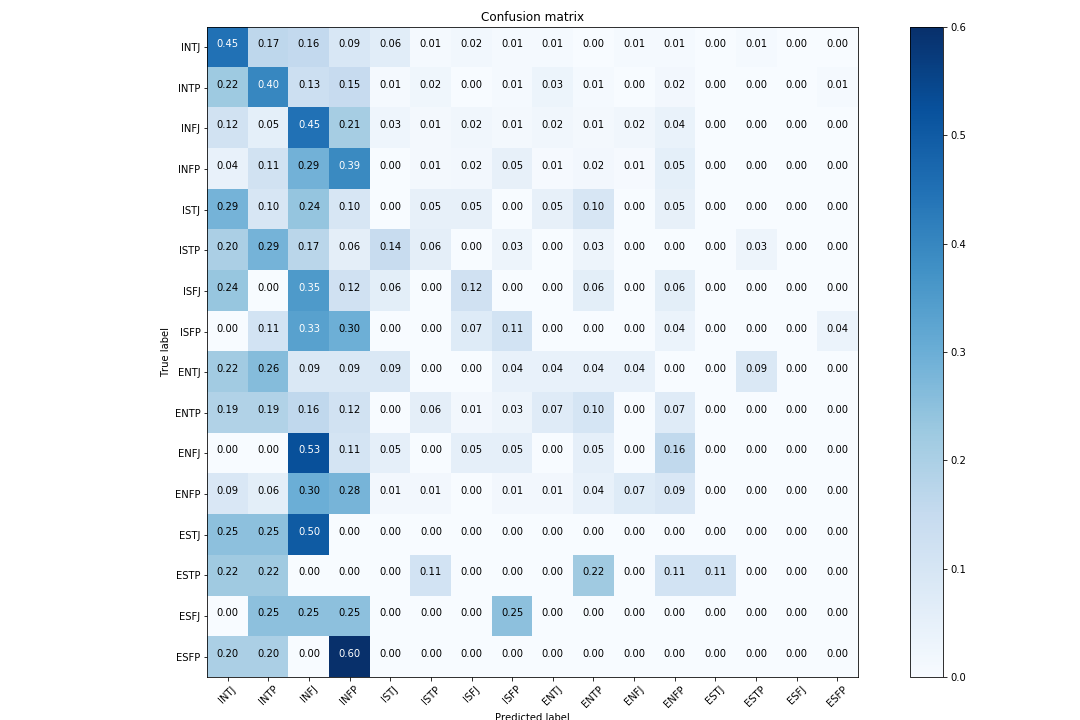 Confusion matrix
True label
INTJ 0.45 0.17 0.16 0.09 0.06 0.01 0.02 0.01 0.01 0.00 0.01 0.01 0.00 0.01 0.00 0.00
INTP 0.22 0.40 0.13 0.15 0.01 0.02 0.00 0.01 0.03 0.01 0.00 0.02 0.00 0.00 0.00 0.01
INFJ 0.12 0.05 0.45 0.21 0.03 0.01 0.02 0.01 0.02 0.01 0.02 0.04 0.00 0.00 0.00 0.00
INFP 0.04 0.11 0.29 0.39 0.00 0.01 0.02 0.05 0.01 0.02 0.01 0.05 0.00 0.00 0.00 0.00
ISTJ 0.29 0.10 0.24 0.10 0.00 0.05 0.05 0.00 0.05 0.10 0.00 0.05 0.00 0.00 0.00 0.00
ISTP 0.20 0.29 0.17 0.06 0.14 0.06 0.00 0.03 0.00 0.03 0.00 0.00 0.00 0.03 0.00 0.00
ISFJ 0.24 0.00 0.35 0.12 0.06 0.00 0.12 0.00 0.00 0.06 0.00 0.06 0.00 0.00 0.00 0.00
ISFP 0.00 0.11 0.33 0.30 0.00 0.00 0.07 0.11 0.00 0.00 0.00 0.04 0.00 0.00 0.00 0.04
ENTJ 0.22 0.26 0.09 0.09 0.09 0.00 0.00 0.04 0.04 0.04 0.04 0.00 0.00 0.09 0.00 0.00
ENTP 0.19 0.19 0.16 0.12 0.00 0.06 0.01 0.03 0.07 0.10 0.00 0.07 0.00 0.00 0.00 0.00
ENFJ 0.00 0.00 0.53 0.11 0.05 0.00 0.05 0.05 0.00 0.05 0.00 0.16 0.00 0.00 0.00 0.00
ENFP 0.09 0.06 0.30 0.28 0.01 0.01 0.00 0.01 0.01 0.04 0.07 0.09 0.00 0.00 0.00 0.00
ESTJ 0.25 0.25 0.50 0.00 0.00 0.00 0.00 0.00 0.00 0.00 0.00 0.00 0.00 0.00 0.00 0.00
ESTP 0.22 0.22 0.00 0.00 0.00 0.11 0.00 0.00 0.00 0.22 0.00 0.11 0.11 0.00 0.00 0.00
ESFJ 0.00 0.25 0.25 0.25 0.00 0.00 0.00 0.25 0.00 0.00 0.00 0.00 0.00 0.00 0.00 0.00
ESFP 0.20 0.20 0.00 0.60 0.00 0.00 0.00 0.00 0.00 0.00 0.00 0.00 0.00 0.00 0.00 0.00
INTJ INTP INFJ INFP ISTJ ISTP ISFJ ISFP ENTJ ENTP ENFJ ENFP ESTJ ESTP ESFJ ESFP
Predicted label
0.6
0.5
0.4
0.3
0.2
0.1
0.0